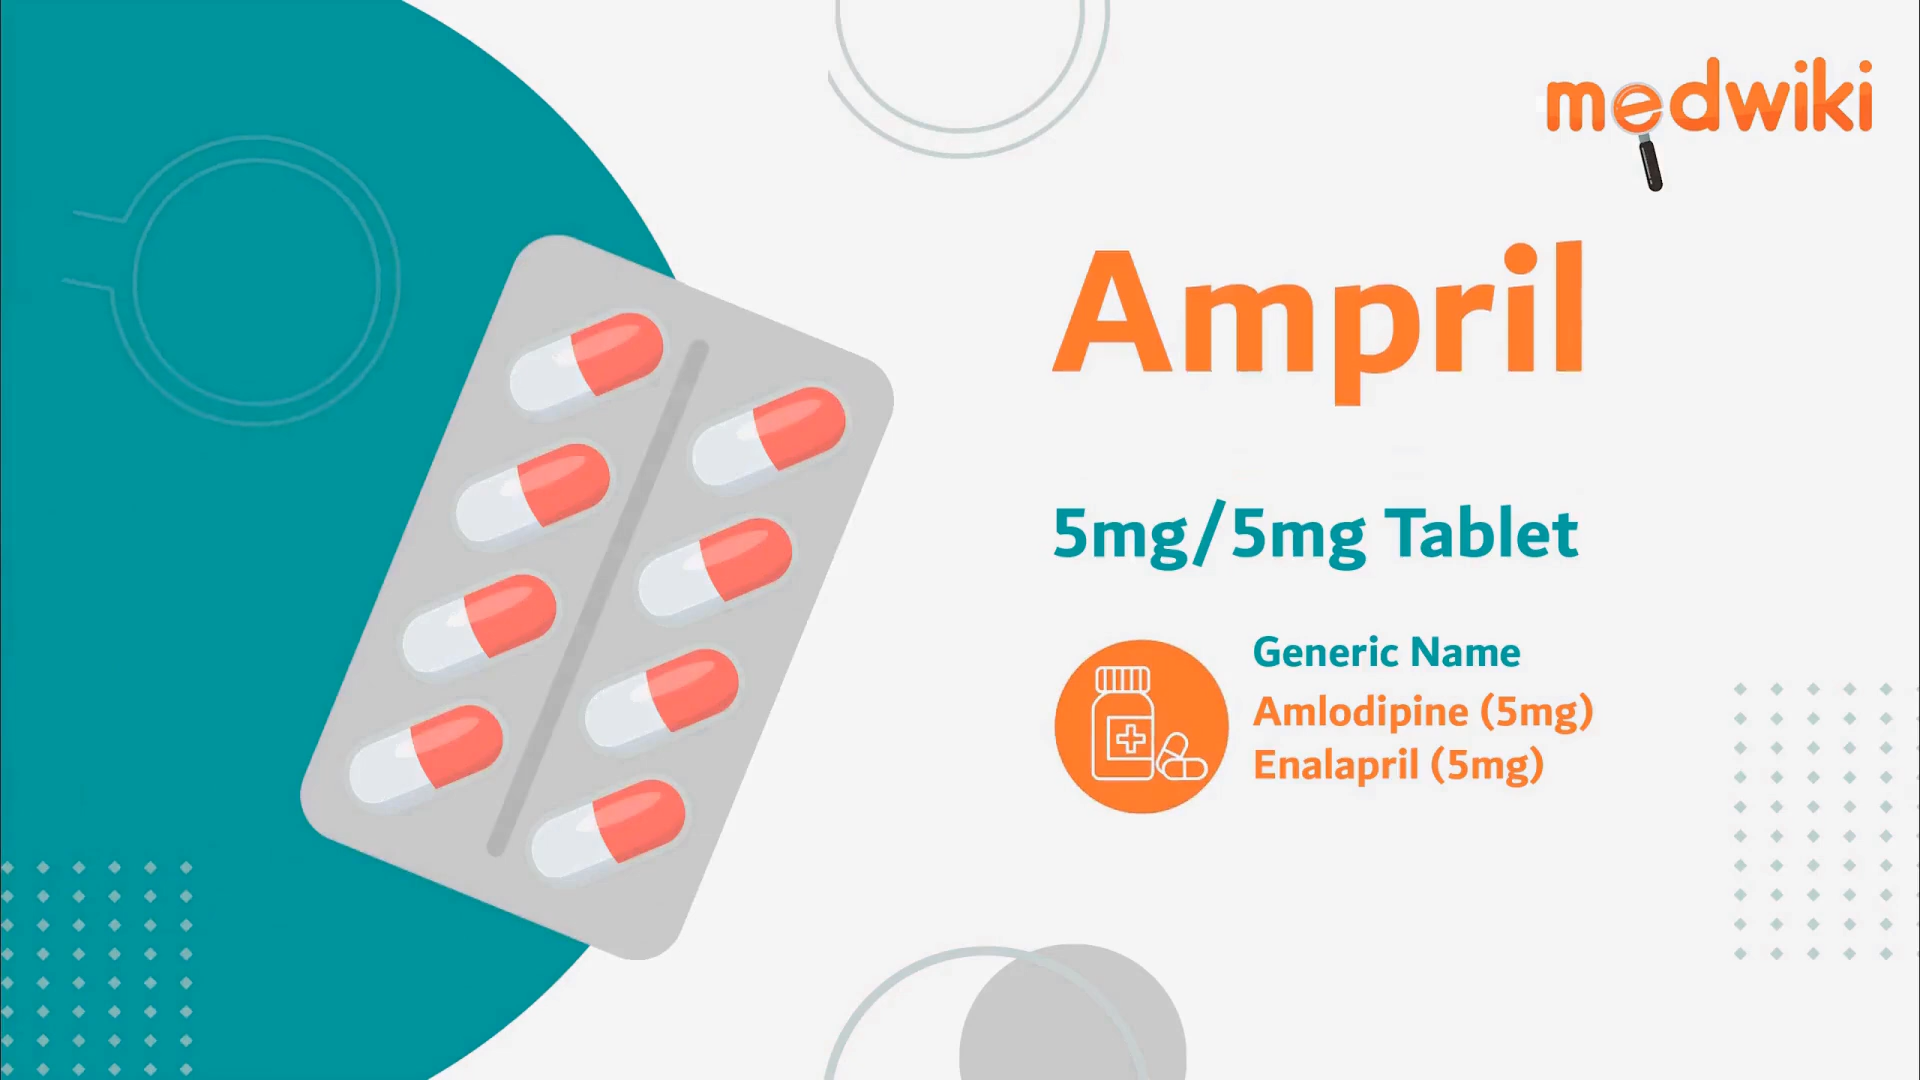 medwiki
Ampril
5mg/5mg Tablet
Generic Name
Amlodipine (5mg)
Enalapril (5mg)